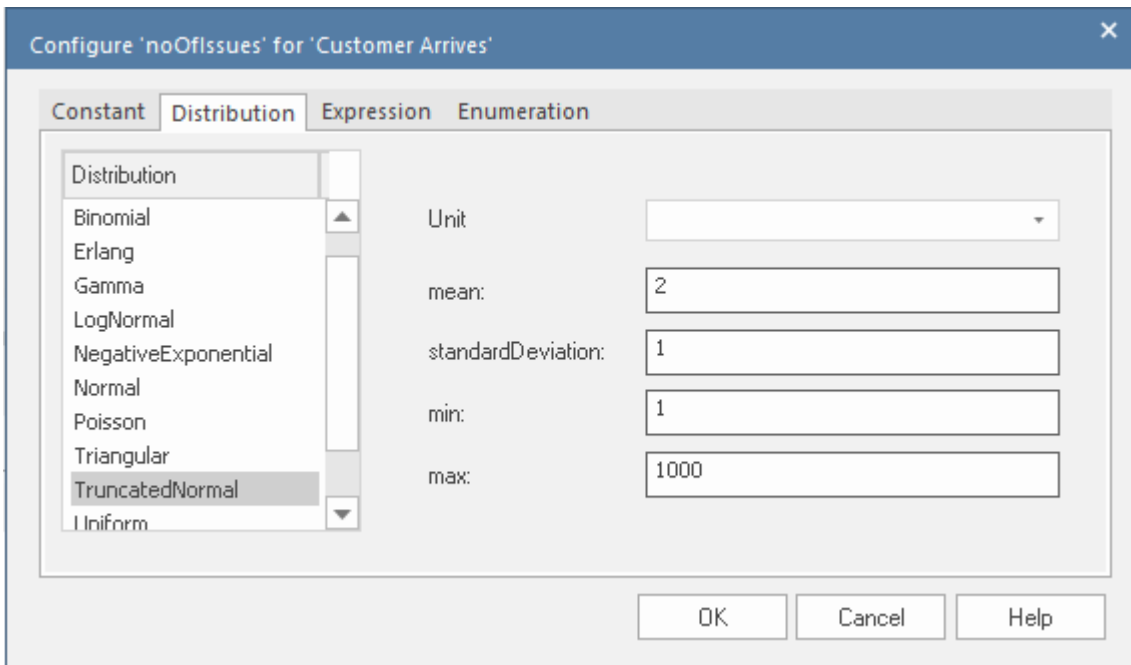 Configure 'noOfIssues' for 'Customer Arrives'
Constant Distribution Expression Enumeration
Distribution
Binomial
Erlang
Gamma
LogNormal
NegativeExponential
Normal
Poisson
Triangular
TruncatedNormal
Uniform
Unit
mean: 2
standardDeviation: 1
min: 1
max: 1000
OK Cancel Help